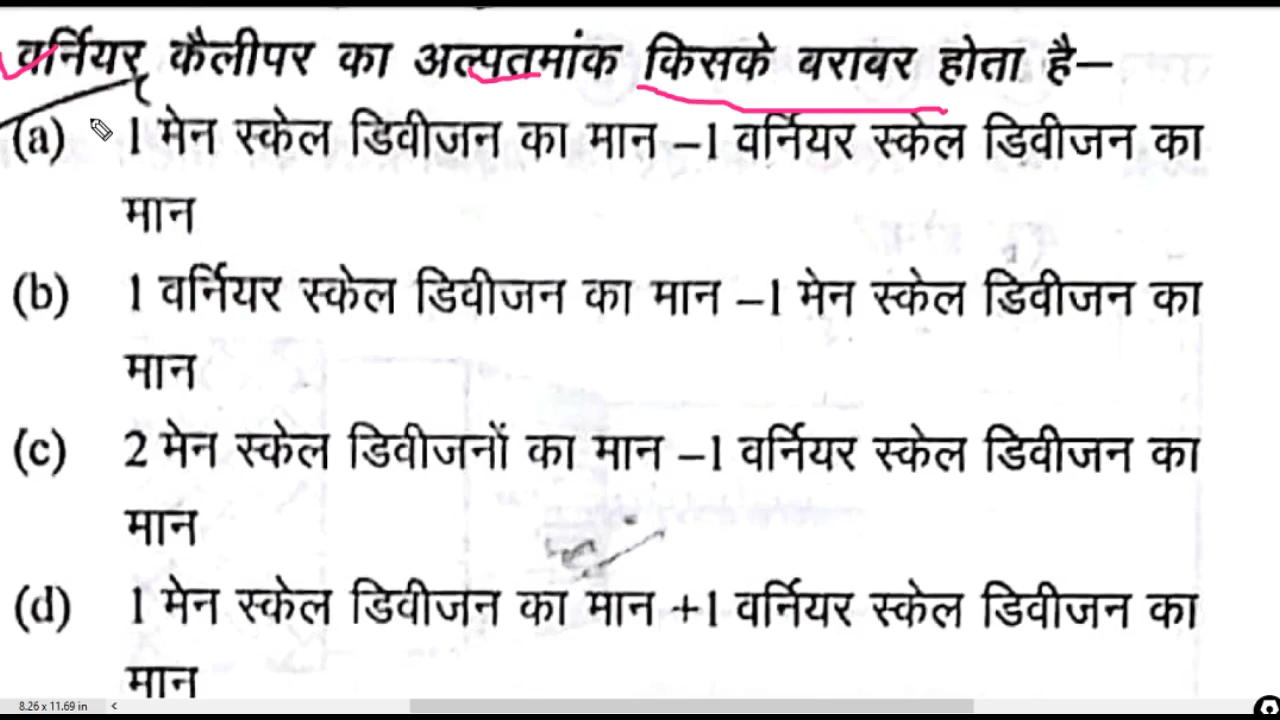 वर्नियर कैलीपर का अल्पतमांक किसके बराबर होता है–
(a) 1 मेन स्केल डिवीजन का मान –1 वर्नियर स्केल डिवीजन का
मान
(b) 1 वर्नियर स्केल डिवीजन का मान –1 मेन स्केल डिवीजन का
मान
(c) 2 मेन स्केल डिवीजनों का मान –1 वर्नियर स्केल डिवीजन का
मान
(d) 1 मेन स्केल डिवीजन का मान +1 वर्नियर स्केल डिवीजन का
मान
8.26 x 11.69 in